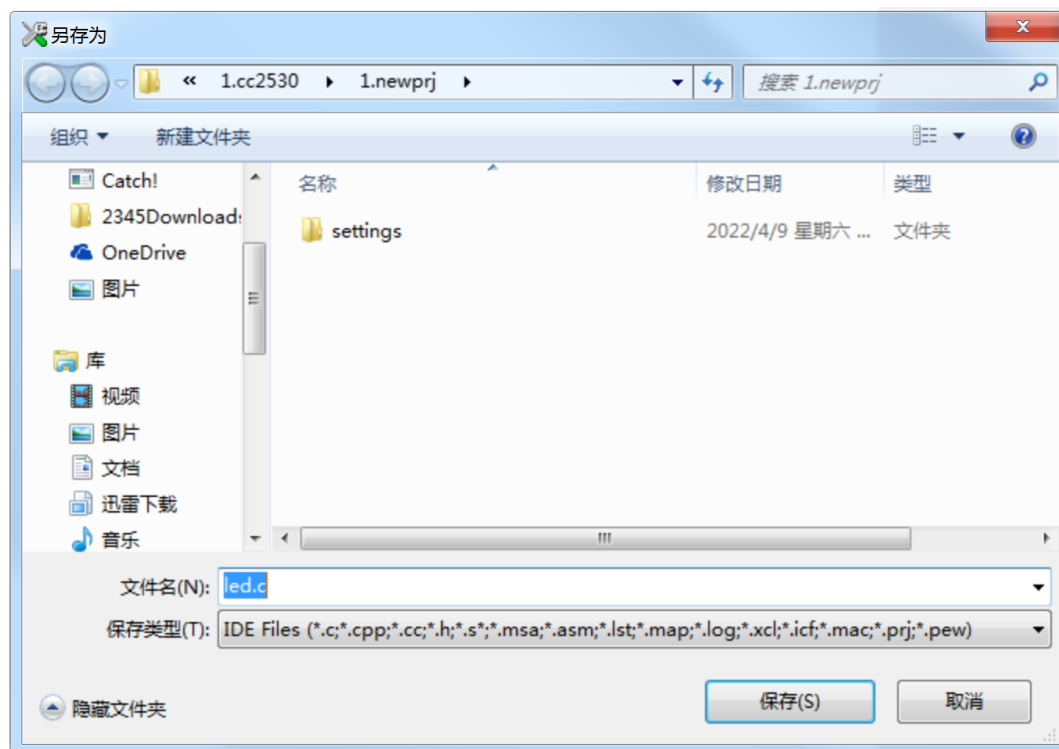 另存为
« 1.cc2530 1.newprj 搜索 1.newprj
组织 新建文件夹
Catch!
2345Downloads
OneDrive
图片
库
视频
图片
文档
迅雷下载
音乐
名称 修改日期 类型
settings 2022/4/9 星期六 ... 文件夹
文件名(N): led.c
保存类型(T): IDE Files (*.c;*.cpp;*.cc;*.h;*.s*;*.msa;*.asm;*.lst;*.map;*.log;*.xcl;*.icf;*.mac;*.prj;*.pew)
隐藏文件夹 保存(S) 取消